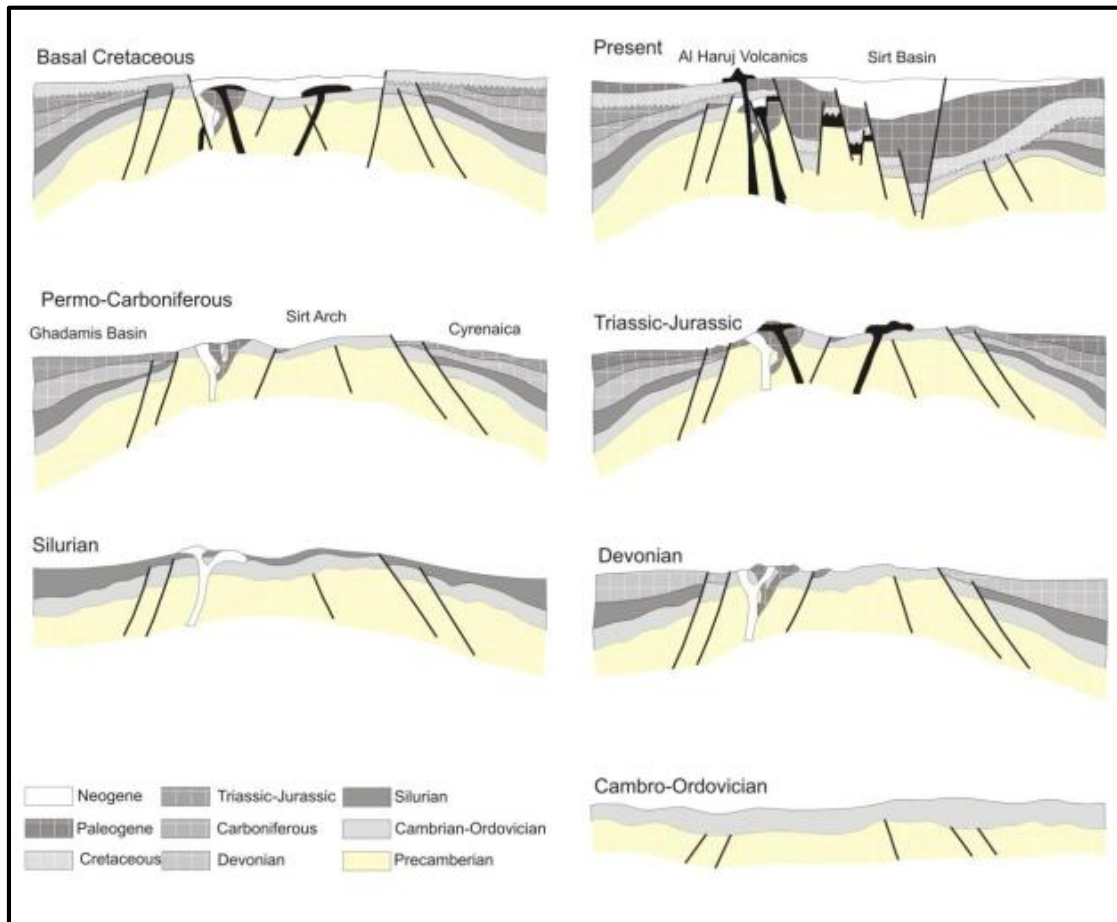 Basal Cretaceous
Present
Al Haruj Volcanics
Sirt Basin
Permo-Carboniferous
Ghadamis Basin
Sirt Arch
Cyrenaica
Triassic-Jurassic
Silurian
Devonian
Cambro-Ordovician
Neogene
Triassic-Jurassic
Silurian
Paleogene
Carboniferous
Cambrian-Ordovician
Cretaceous
Devonian
Precamberian